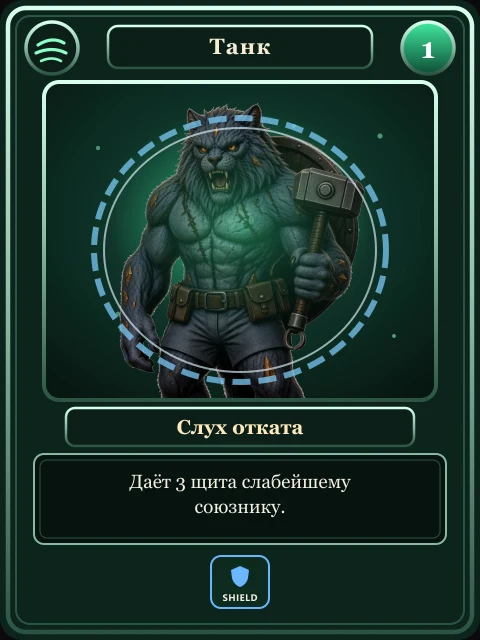 Танк
1
Слух отката
Даёт 3 щита слабейшему
союзнику.
SHIELD